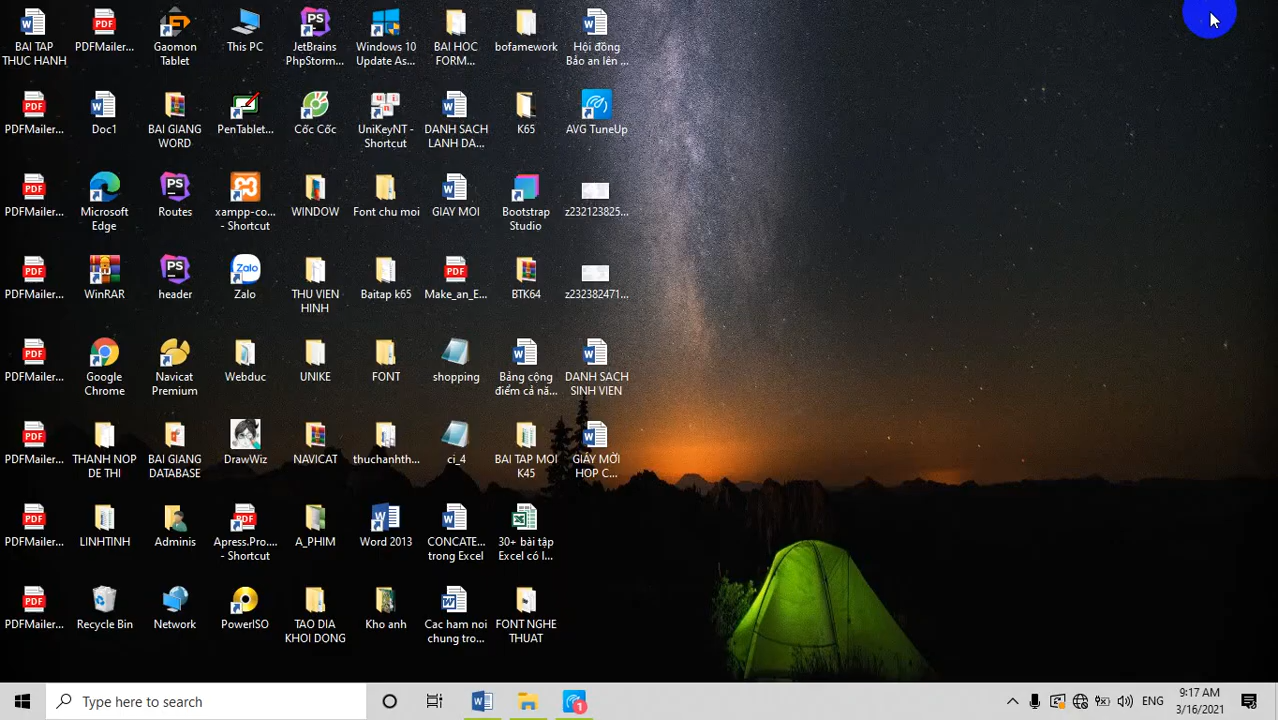 BAI TAP
THUC HANH
PDFMailer...
Gaomon
Tablet
This PC
JetBrains
PhpStorm...
Windows 10
Update As...
BAI HOC
FORM...
bofamework
Hội đồng
Bảo an lên ...
PDFMailer...
Doc1
BAI GIANG
WORD
PenTablet...
Cốc Cốc
UniKeyNT -
Shortcut
DANH SACH
LANH DA...
K65
AVG TuneUp
PDFMailer...
Microsoft
Edge
Routes
xampp-co...
- Shortcut
WINDOW
Font chu moi
GIAY MOI
Bootstrap
Studio
z232123825...
PDFMailer...
WinRAR
header
Zalo
THU VIEN
HINH
Baitap k65
Make_an_E...
BTK64
z232382471...
PDFMailer...
Google
Chrome
Navicat
Premium
Webduc
UNIKE
FONT
shopping
Bảng cộng
điểm cả nă...
DANH SACH
SINH VIEN
PDFMailer...
THANH NOP
DE THI
BAI GIANG
DATABASE
DrawWiz
NAVICAT
thuchanhth...
ci_4
BAI TAP MOI
K45
GIẤY MỜI
HỌP C...
PDFMailer...
LINHTINH
Adminis
Apress.Pro....
- Shortcut
A_PHIM
Word 2013
CONCATE...
trong Excel
30+ bài tập
Excel có l...
PDFMailer...
Recycle Bin
Network
PowerISO
TAO DIA
KHOI DONG
Kho anh
Cac ham noi
chung tro...
FONT NGHE
THUAT
Type here to search
1
ENG
9:17 AM
3/16/2021